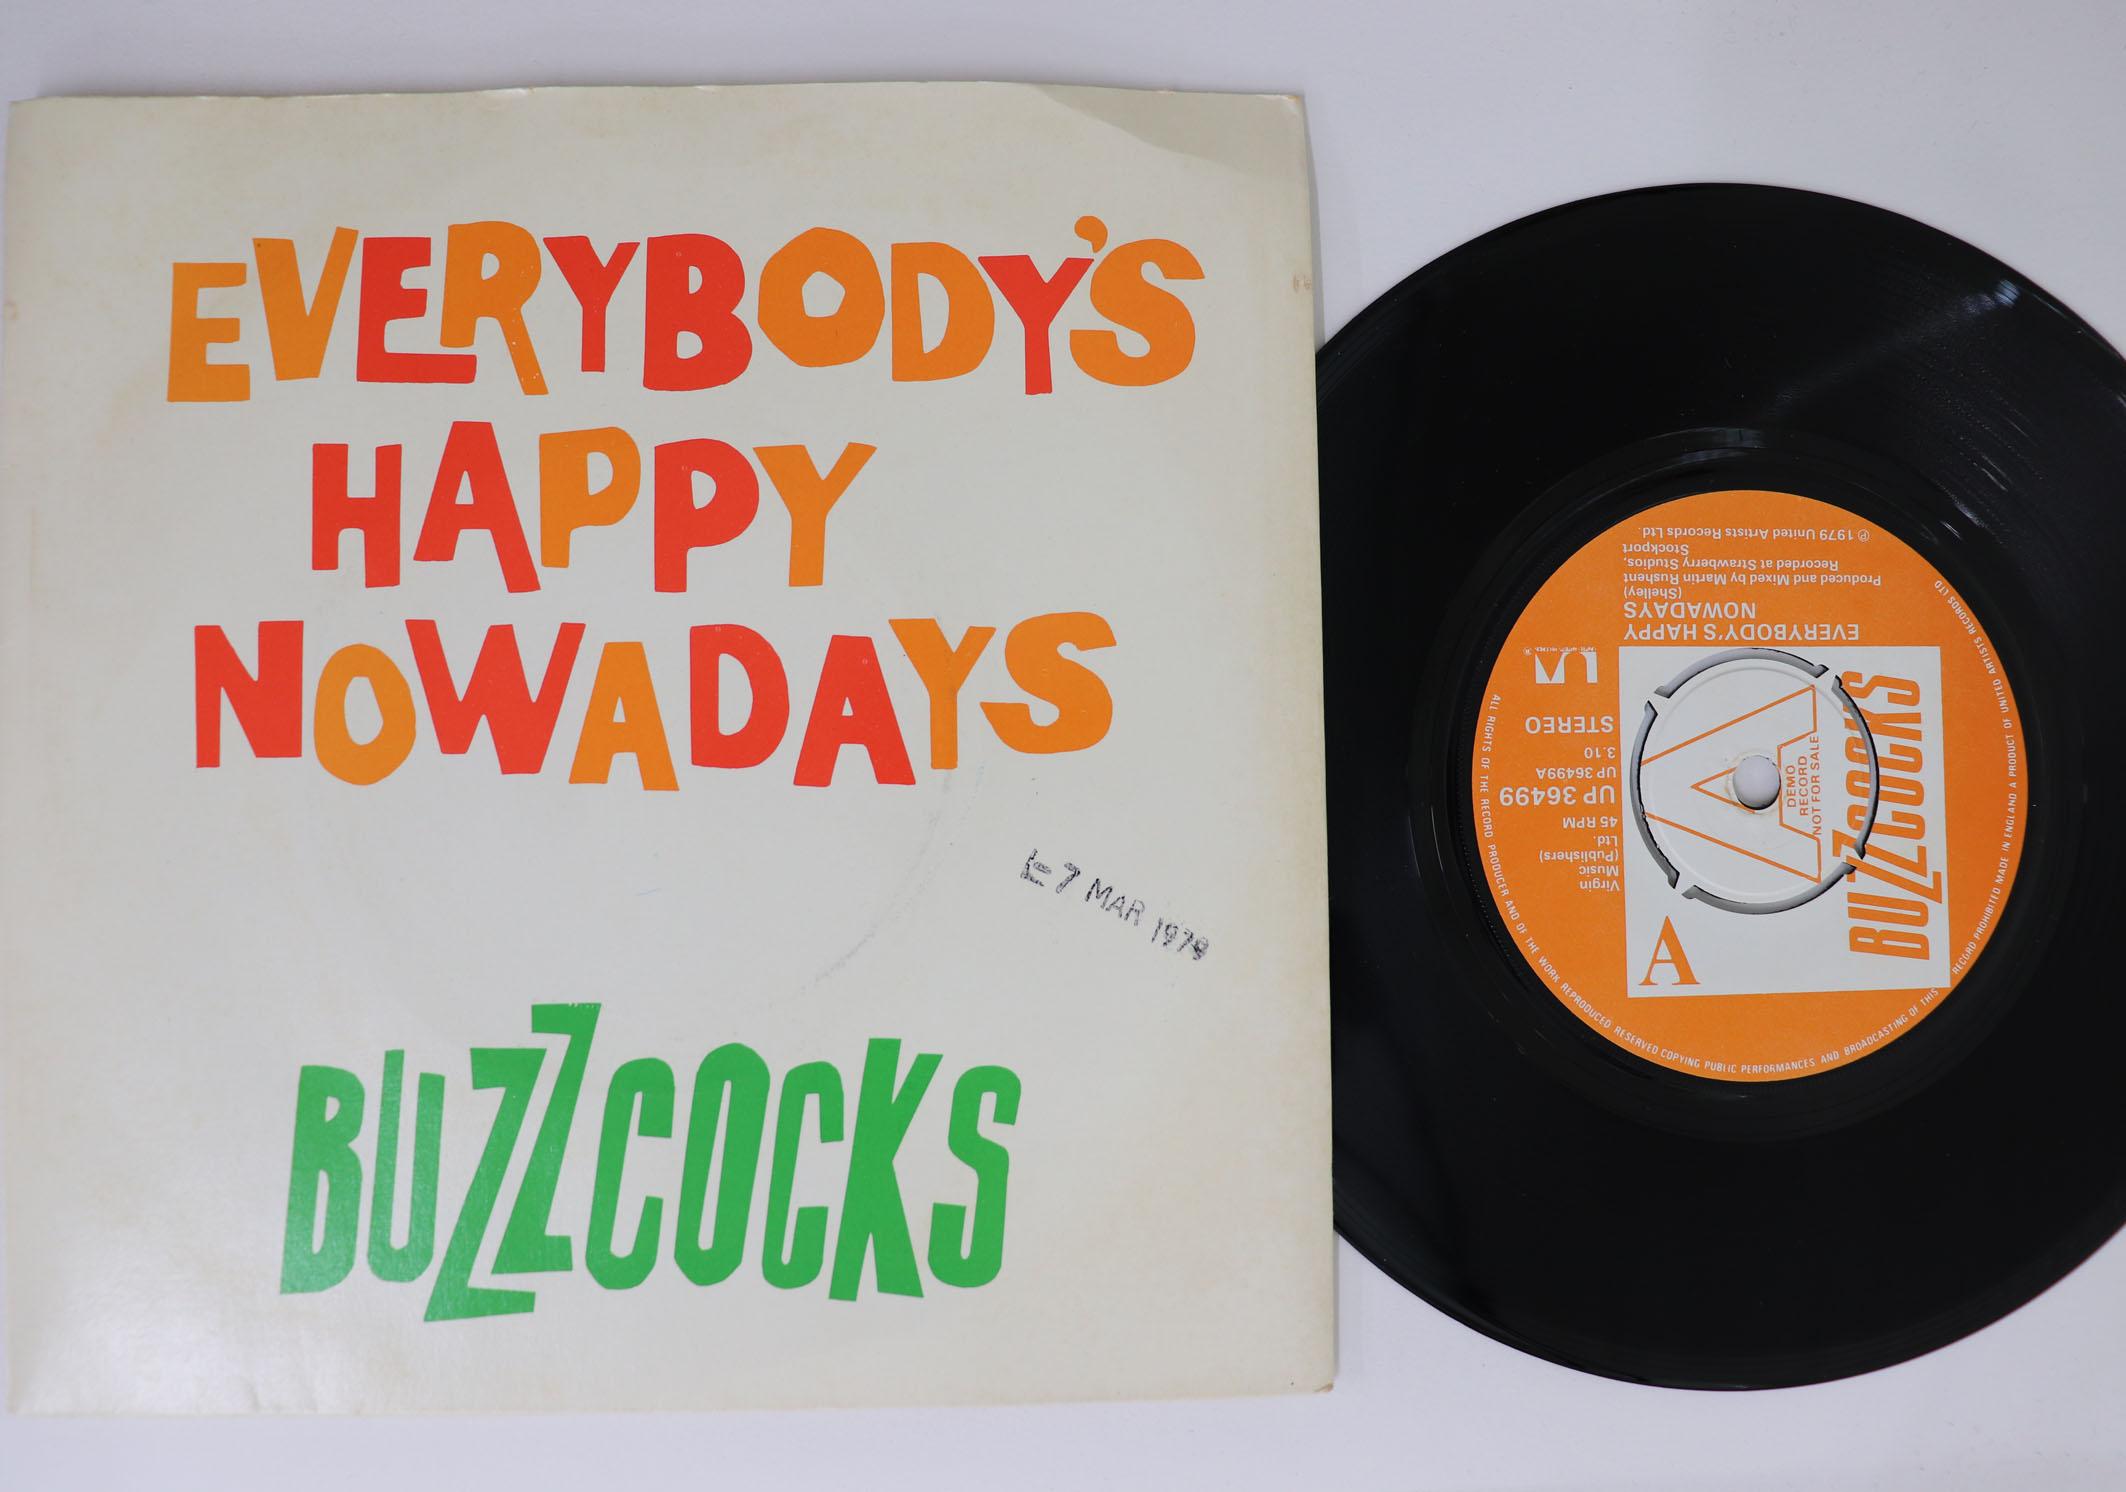 EVERYBODY'S
HAPPY
NOWADAYS
7 MAR 1979
BUZZCOCKS
BUZZCOCKS
A
DEMO
RECORD
NOT FOR SALE
Virgin
Music
(Publishers)
Ltd.
45 RPM
UP 36499
UP 36499A
3.10
STEREO
UA
EVERYBODY'S HAPPY
NOWADAYS
(Shelley)
Produced and Mixed by Martin Rushent
Recorded at Strawberry Studios,
Stockport
℗ 1979 United Artists Records Ltd.
ALL RIGHTS OF THE RECORD PRODUCER AND OF THE WORK REPRODUCED RESERVED COPYING PUBLIC PERFORMANCES AND BROADCASTING OF THIS RECORD PROHIBITED MADE IN ENGLAND A PRODUCT OF UNITED ARTISTS RECORDS LTD